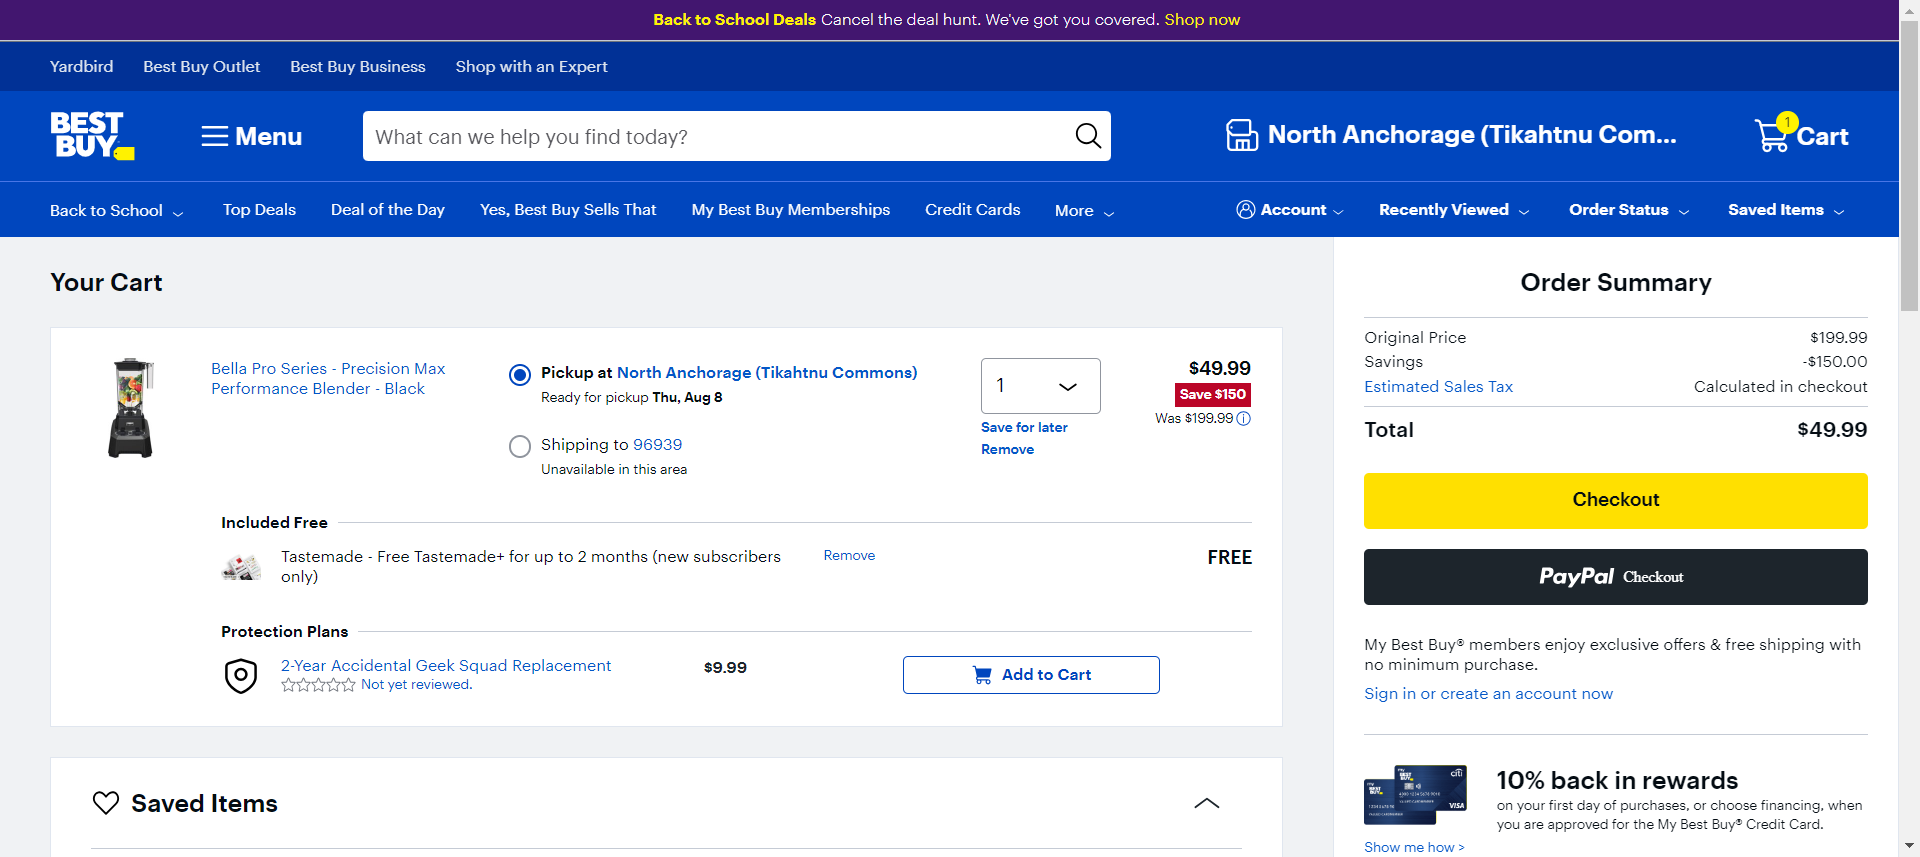 Back to School Deals Cancel the deal hunt. We've got you covered. Shop now
Yardbird Best Buy Outlet Best Buy Business Shop with an Expert
BEST
BUY
Menu
What can we help you find today?
North Anchorage (Tikahtnu Com...
1
Cart
Back to School Top Deals Deal of the Day Yes, Best Buy Sells That My Best Buy Memberships Credit Cards More
Account Recently Viewed Order Status Saved Items
Your Cart
Bella Pro Series - Precision Max
Performance Blender - Black
Pickup at North Anchorage (Tikahtnu Commons)
Ready for pickup Thu, Aug 8
Shipping to 96939
Unavailable in this area
1
Save for later
Remove
$49.99
Save $150
Was $199.99
Included Free
Tastemade - Free Tastemade+ for up to 2 months (new subscribers
only)
Remove
FREE
Protection Plans
2-Year Accidental Geek Squad Replacement
Not yet reviewed.
$9.99
Add to Cart
Saved Items
Order Summary
Original Price $199.99
Savings -$150.00
Estimated Sales Tax Calculated in checkout
Total $49.99
Checkout
PayPal Checkout
My Best Buy® members enjoy exclusive offers & free shipping with
no minimum purchase.
Sign in or create an account now
my
BEST
BUY
citi
VISA
10% back in rewards
on your first day of purchases, or choose financing, when
you are approved for the My Best Buy® Credit Card.
Show me how >